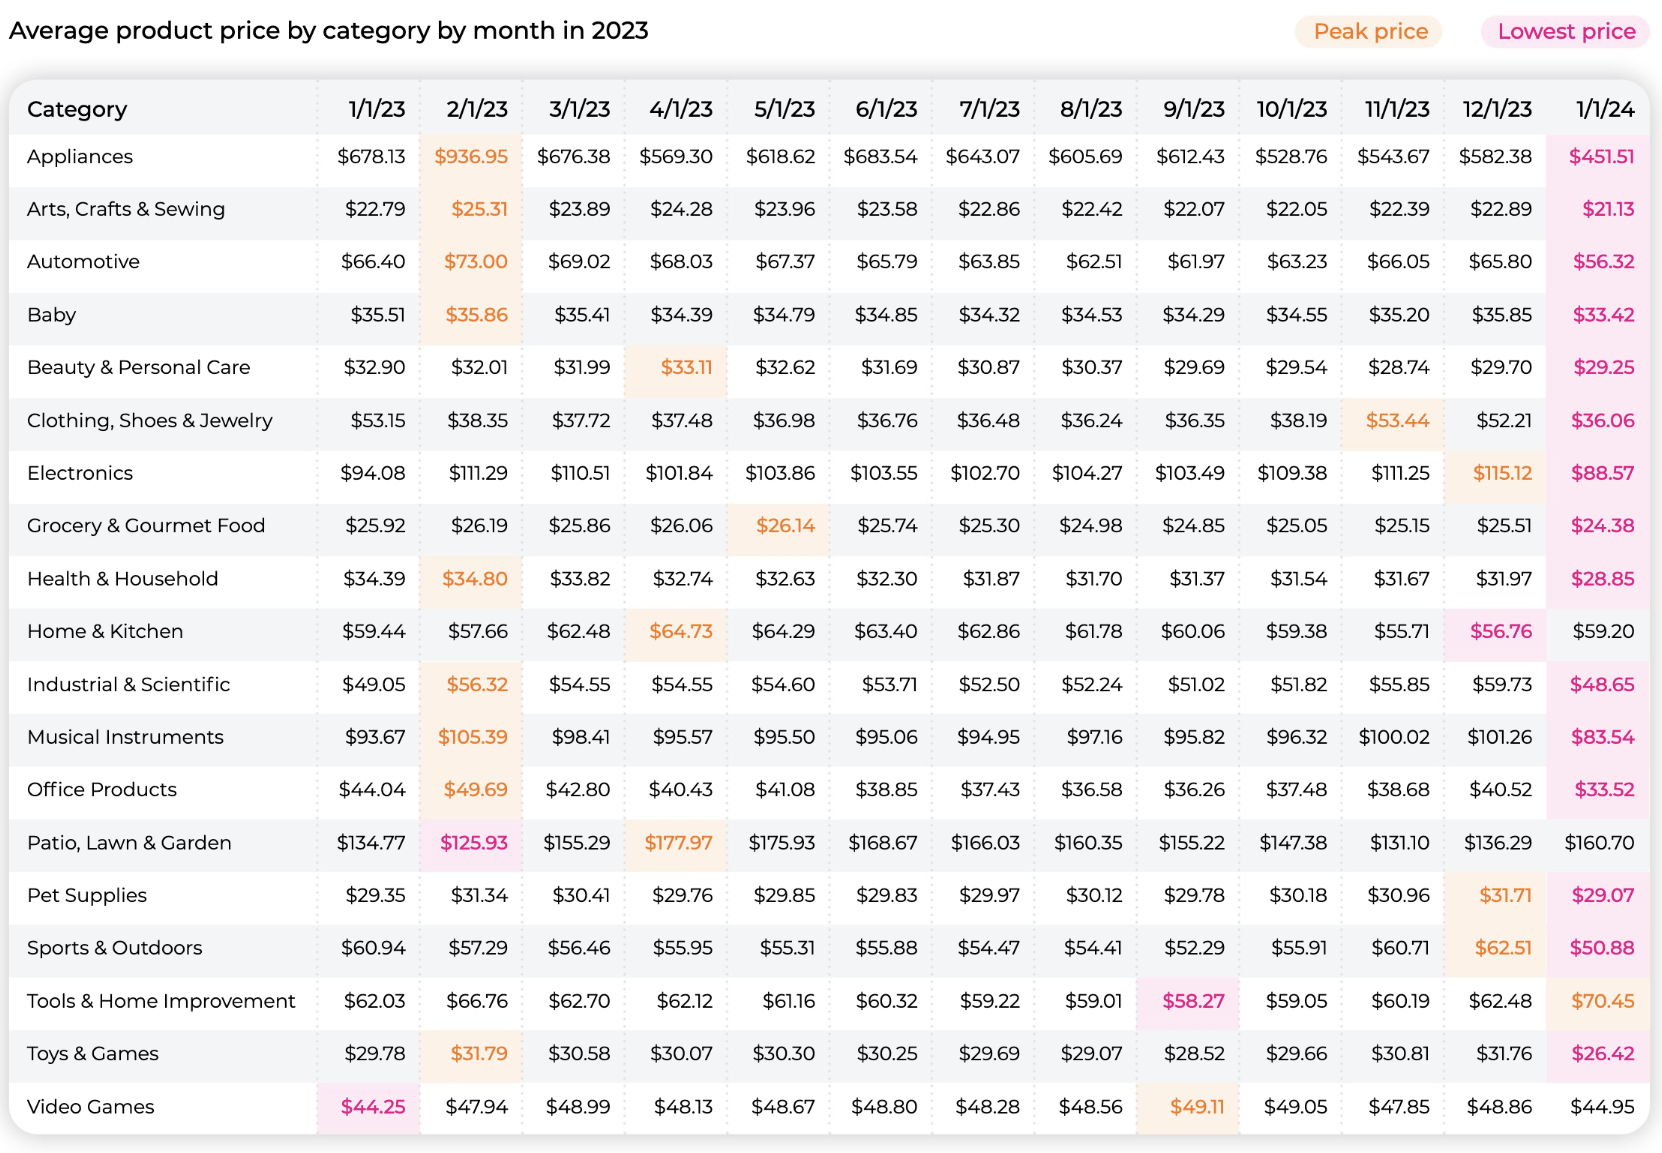 Average product price by category by month in 2023 Peak price Lowest price
Category 1/1/23 2/1/23 3/1/23 4/1/23 5/1/23 6/1/23 7/1/23 8/1/23 9/1/23 10/1/23 11/1/23 12/1/23 1/1/24
Appliances $678.13 $936.95 $676.38 $569.30 $618.62 $683.54 $643.07 $605.69 $612.43 $528.76 $543.67 $582.38 $451.51
Arts, Crafts & Sewing $22.79 $25.31 $23.89 $24.28 $23.96 $23.58 $22.86 $22.42 $22.07 $22.05 $22.39 $22.89 $21.13
Automotive $66.40 $73.00 $69.02 $68.03 $67.37 $65.79 $63.85 $62.51 $61.97 $63.23 $66.05 $65.80 $56.32
Baby $35.51 $35.86 $35.41 $34.39 $34.79 $34.85 $34.32 $34.53 $34.29 $34.55 $35.20 $35.85 $33.42
Beauty & Personal Care $32.90 $32.01 $31.99 $33.11 $32.62 $31.69 $30.87 $30.37 $29.69 $29.54 $28.74 $29.70 $29.25
Clothing, Shoes & Jewelry $53.15 $38.35 $37.72 $37.48 $36.98 $36.76 $36.48 $36.24 $36.35 $38.19 $53.44 $52.21 $36.06
Electronics $94.08 $111.29 $110.51 $101.84 $103.86 $103.55 $102.70 $104.27 $103.49 $109.38 $111.25 $115.12 $88.57
Grocery & Gourmet Food $25.92 $26.19 $25.86 $26.06 $26.14 $25.74 $25.30 $24.98 $24.85 $25.05 $25.15 $25.51 $24.38
Health & Household $34.39 $34.80 $33.82 $32.74 $32.63 $32.30 $31.87 $31.70 $31.37 $31.54 $31.67 $31.97 $28.85
Home & Kitchen $59.44 $57.66 $62.48 $64.73 $64.29 $63.40 $62.86 $61.78 $60.06 $59.38 $55.71 $56.76 $59.20
Industrial & Scientific $49.05 $56.32 $54.55 $54.55 $54.60 $53.71 $52.50 $52.24 $51.02 $51.82 $55.85 $59.73 $48.65
Musical Instruments $93.67 $105.39 $98.41 $95.57 $95.50 $95.06 $94.95 $97.16 $95.82 $96.32 $100.02 $101.26 $83.54
Office Products $44.04 $49.69 $42.80 $40.43 $41.08 $38.85 $37.43 $36.58 $36.26 $37.48 $38.68 $40.52 $33.52
Patio, Lawn & Garden $134.77 $125.93 $155.29 $177.97 $175.93 $168.67 $166.03 $160.35 $155.22 $147.38 $131.10 $136.29 $160.70
Pet Supplies $29.35 $31.34 $30.41 $29.76 $29.85 $29.83 $29.97 $30.12 $29.78 $30.18 $30.96 $31.71 $29.07
Sports & Outdoors $60.94 $57.29 $56.46 $55.95 $55.31 $55.88 $54.47 $54.41 $52.29 $55.91 $60.71 $62.51 $50.88
Tools & Home Improvement $62.03 $66.76 $62.70 $62.12 $61.16 $60.32 $59.22 $59.01 $58.27 $59.05 $60.19 $62.48 $70.45
Toys & Games $29.78 $31.79 $30.58 $30.07 $30.30 $30.25 $29.69 $29.07 $28.52 $29.66 $30.81 $31.76 $26.42
Video Games $44.25 $47.94 $48.99 $48.13 $48.67 $48.80 $48.28 $48.56 $49.11 $49.05 $47.85 $48.86 $44.95